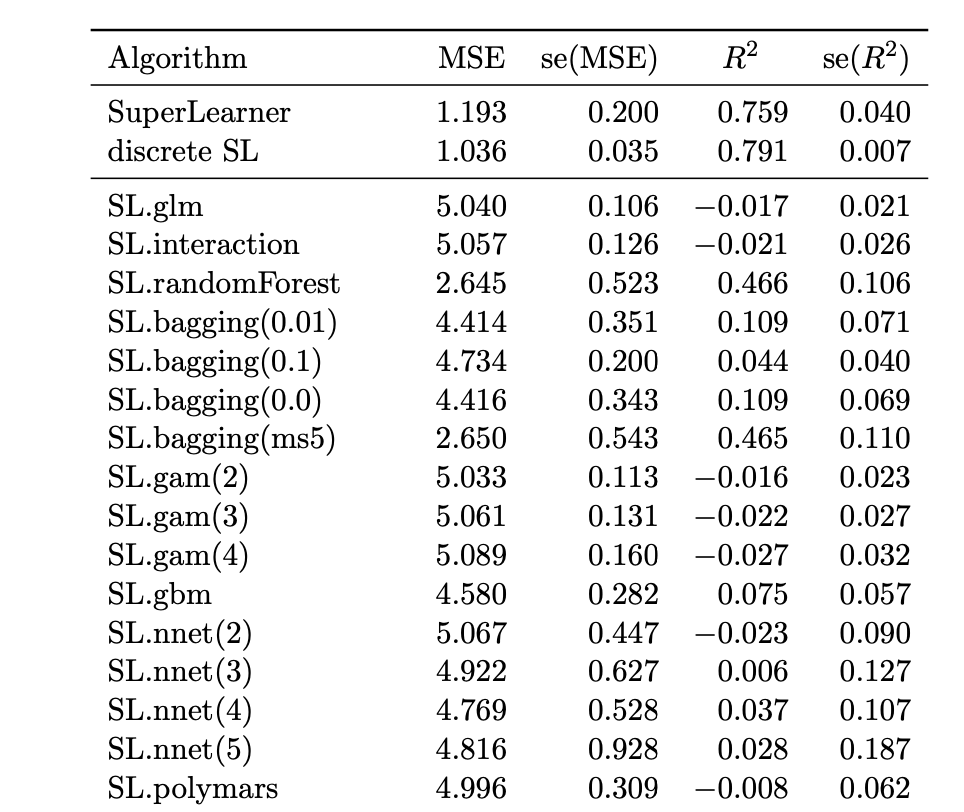 Algorithm MSE se(MSE) R² se(R²)
SuperLearner 1.193 0.200 0.759 0.040
discrete SL 1.036 0.035 0.791 0.007
SL.glm 5.040 0.106 −0.017 0.021
SL.interaction 5.057 0.126 −0.021 0.026
SL.randomForest 2.645 0.523 0.466 0.106
SL.bagging(0.01) 4.414 0.351 0.109 0.071
SL.bagging(0.1) 4.734 0.200 0.044 0.040
SL.bagging(0.0) 4.416 0.343 0.109 0.069
SL.bagging(ms5) 2.650 0.543 0.465 0.110
SL.gam(2) 5.033 0.113 −0.016 0.023
SL.gam(3) 5.061 0.131 −0.022 0.027
SL.gam(4) 5.089 0.160 −0.027 0.032
SL.gbm 4.580 0.282 0.075 0.057
SL.nnet(2) 5.067 0.447 −0.023 0.090
SL.nnet(3) 4.922 0.627 0.006 0.127
SL.nnet(4) 4.769 0.528 0.037 0.107
SL.nnet(5) 4.816 0.928 0.028 0.187
SL.polymars 4.996 0.309 −0.008 0.062